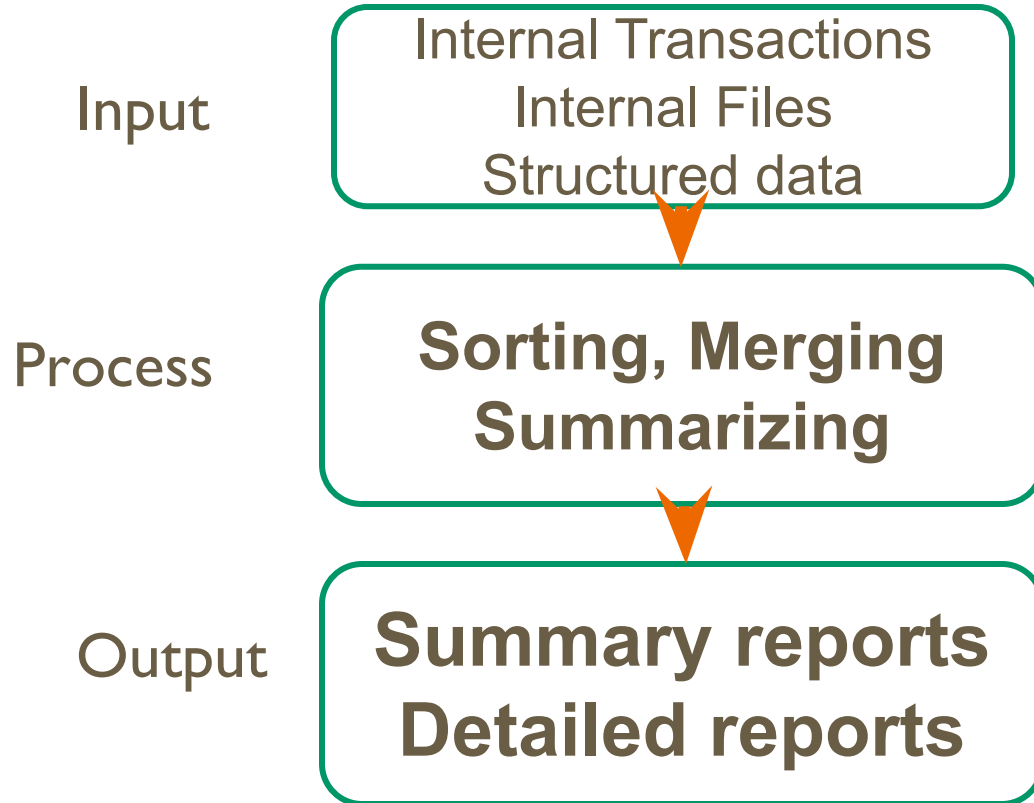 Input
Internal Transactions
Internal Files
Structured data
Process
Sorting, Merging
Summarizing
Output
Summary reports
Detailed reports